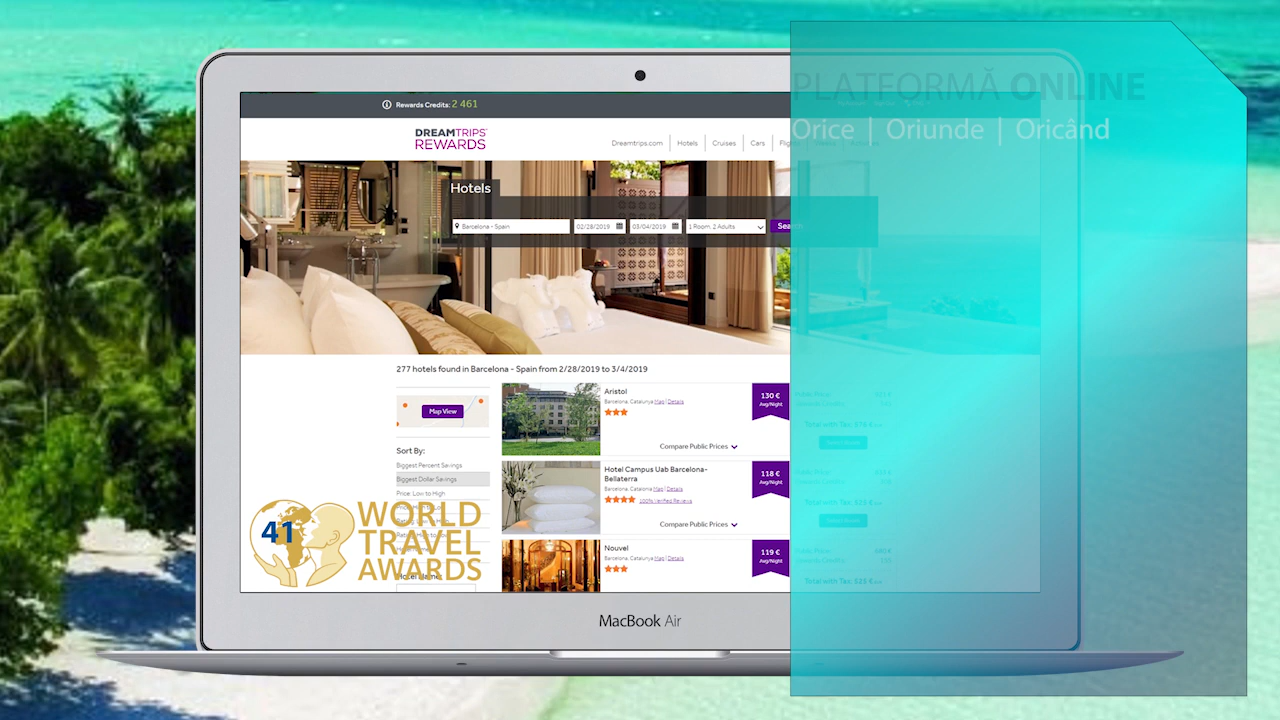 Rewards Credits: 2 461
PLATFORMĂ ONLINE
Orice | Oriunde | Oricând
DREAMTRIPS
REWARDS
Dreamtrips.com
Hotels
Cruises
Cars
Hotels
Barcelona - Spain
02/28/2019
03/04/2019
1 Room, 2 Adults
Search
277 hotels found in Barcelona - Spain from 2/28/2019 to 3/4/2019
Map View
Sort By:
Biggest Percent Savings
Biggest Dollar Savings
Price: Low to High
Hotel Name:
Aristol
Barcelona, Catalunya Map | Details
130 €
Avg/Night
Compare Public Prices
Hotel Campus Uab Barcelona-
Bellaterra
Barcelona, Catalonia Map | Details
100% Verified Reviews
118 €
Avg/Night
Compare Public Prices
Nouvel
Barcelona, Catalunya Map | Details
119 €
Avg/Night
41
WORLD
TRAVEL
AWARDS
MacBook Air